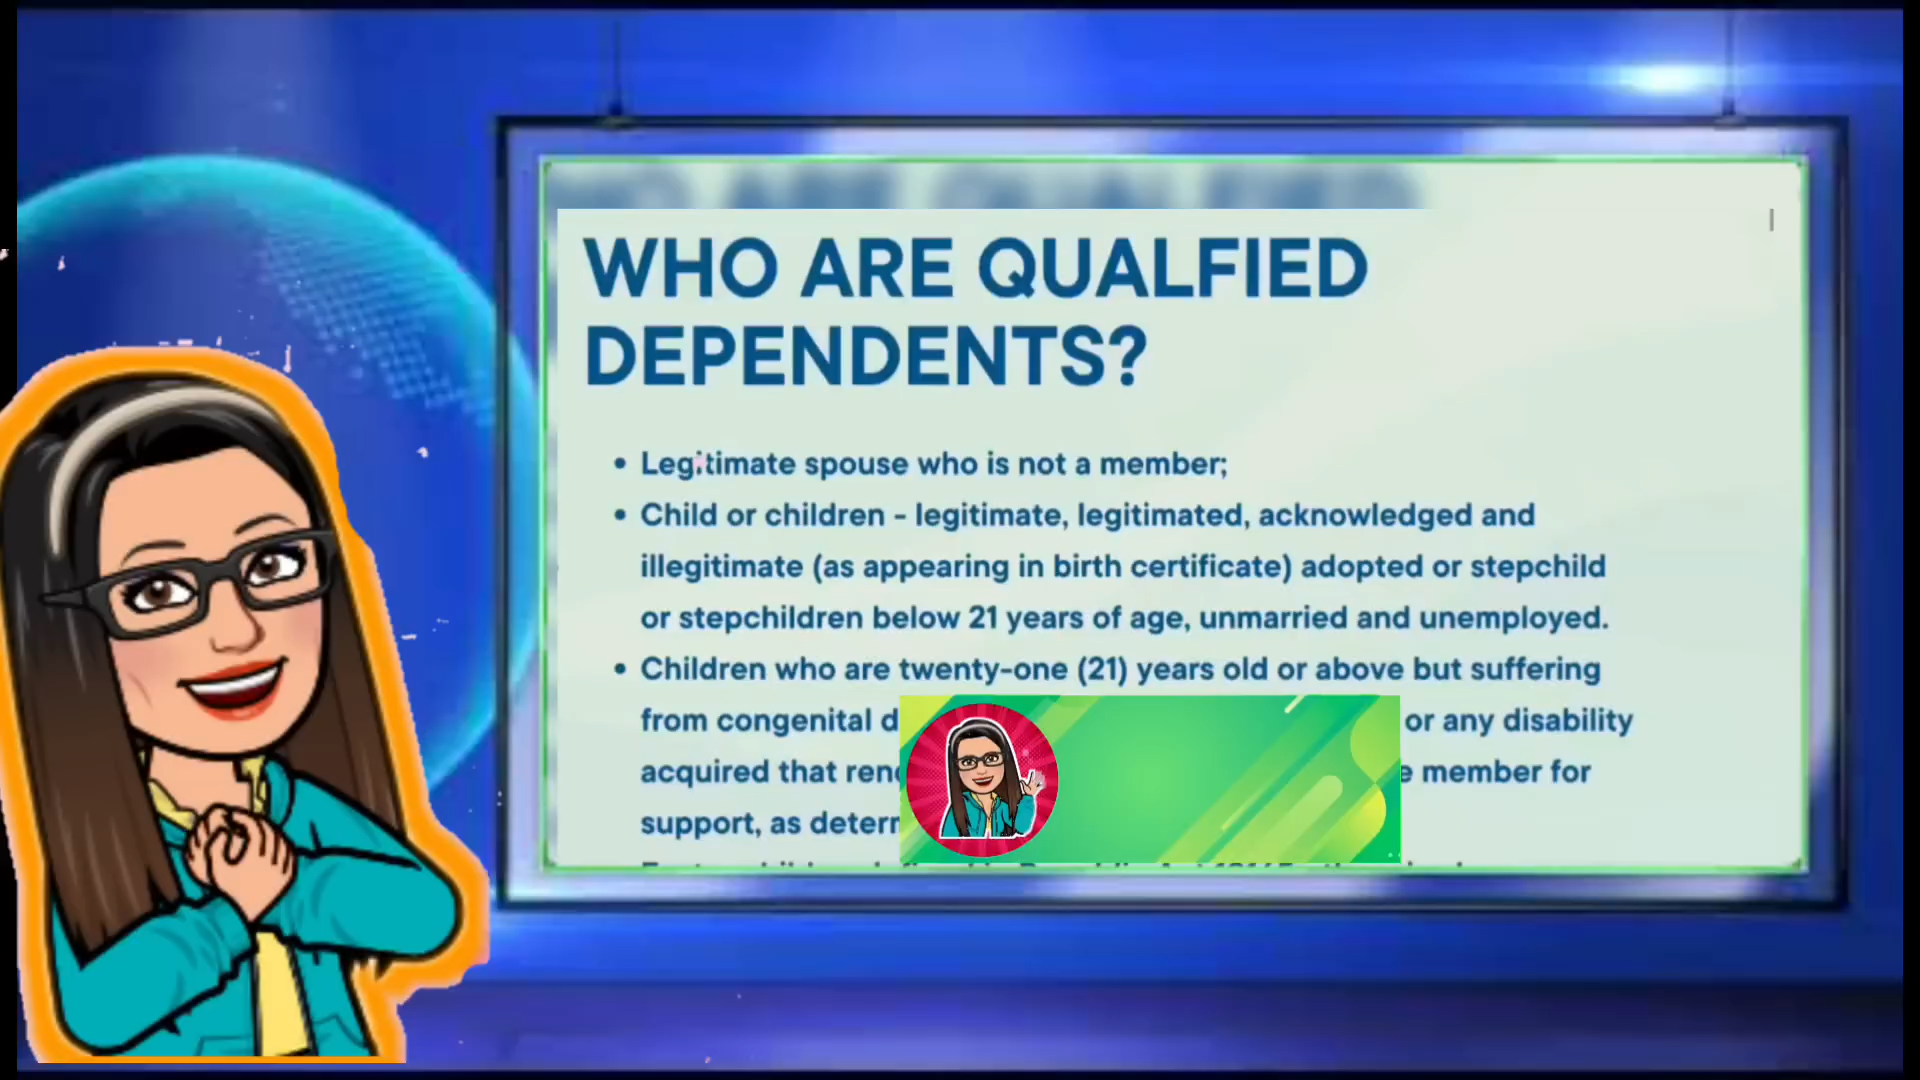 WHO ARE QUALFIED
DEPENDENTS?
• Legitimate spouse who is not a member;
• Child or children - legitimate, legitimated, acknowledged and
illegitimate (as appearing in birth certificate) adopted or stepchild
or stepchildren below 21 years of age, unmarried and unemployed.
• Children who are twenty-one (21) years old or above but suffering
from congenital or any disability
acquired that member for
support, as